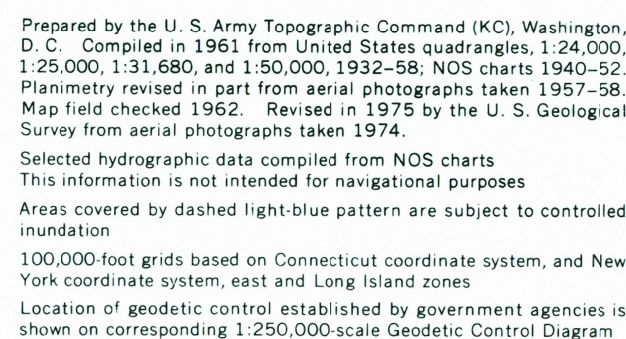 Prepared by the U. S. Army Topographic Command (KC), Washington,
D. C. Compiled in 1961 from United States quadrangles, 1:24,000,
1:25,000, 1:31,680, and 1:50,000, 1932–58; NOS charts 1940–52.
Planimetry revised in part from aerial photographs taken 1957–58.
Map field checked 1962. Revised in 1975 by the U. S. Geological
Survey from aerial photographs taken 1974.
Selected hydrographic data compiled from NOS charts
This information is not intended for navigational purposes
Areas covered by dashed light-blue pattern are subject to controlled
inundation
100,000-foot grids based on Connecticut coordinate system, and New
York coordinate system, east and Long Island zones
Location of geodetic control established by government agencies is
shown on corresponding 1:250,000-scale Geodetic Control Diagram